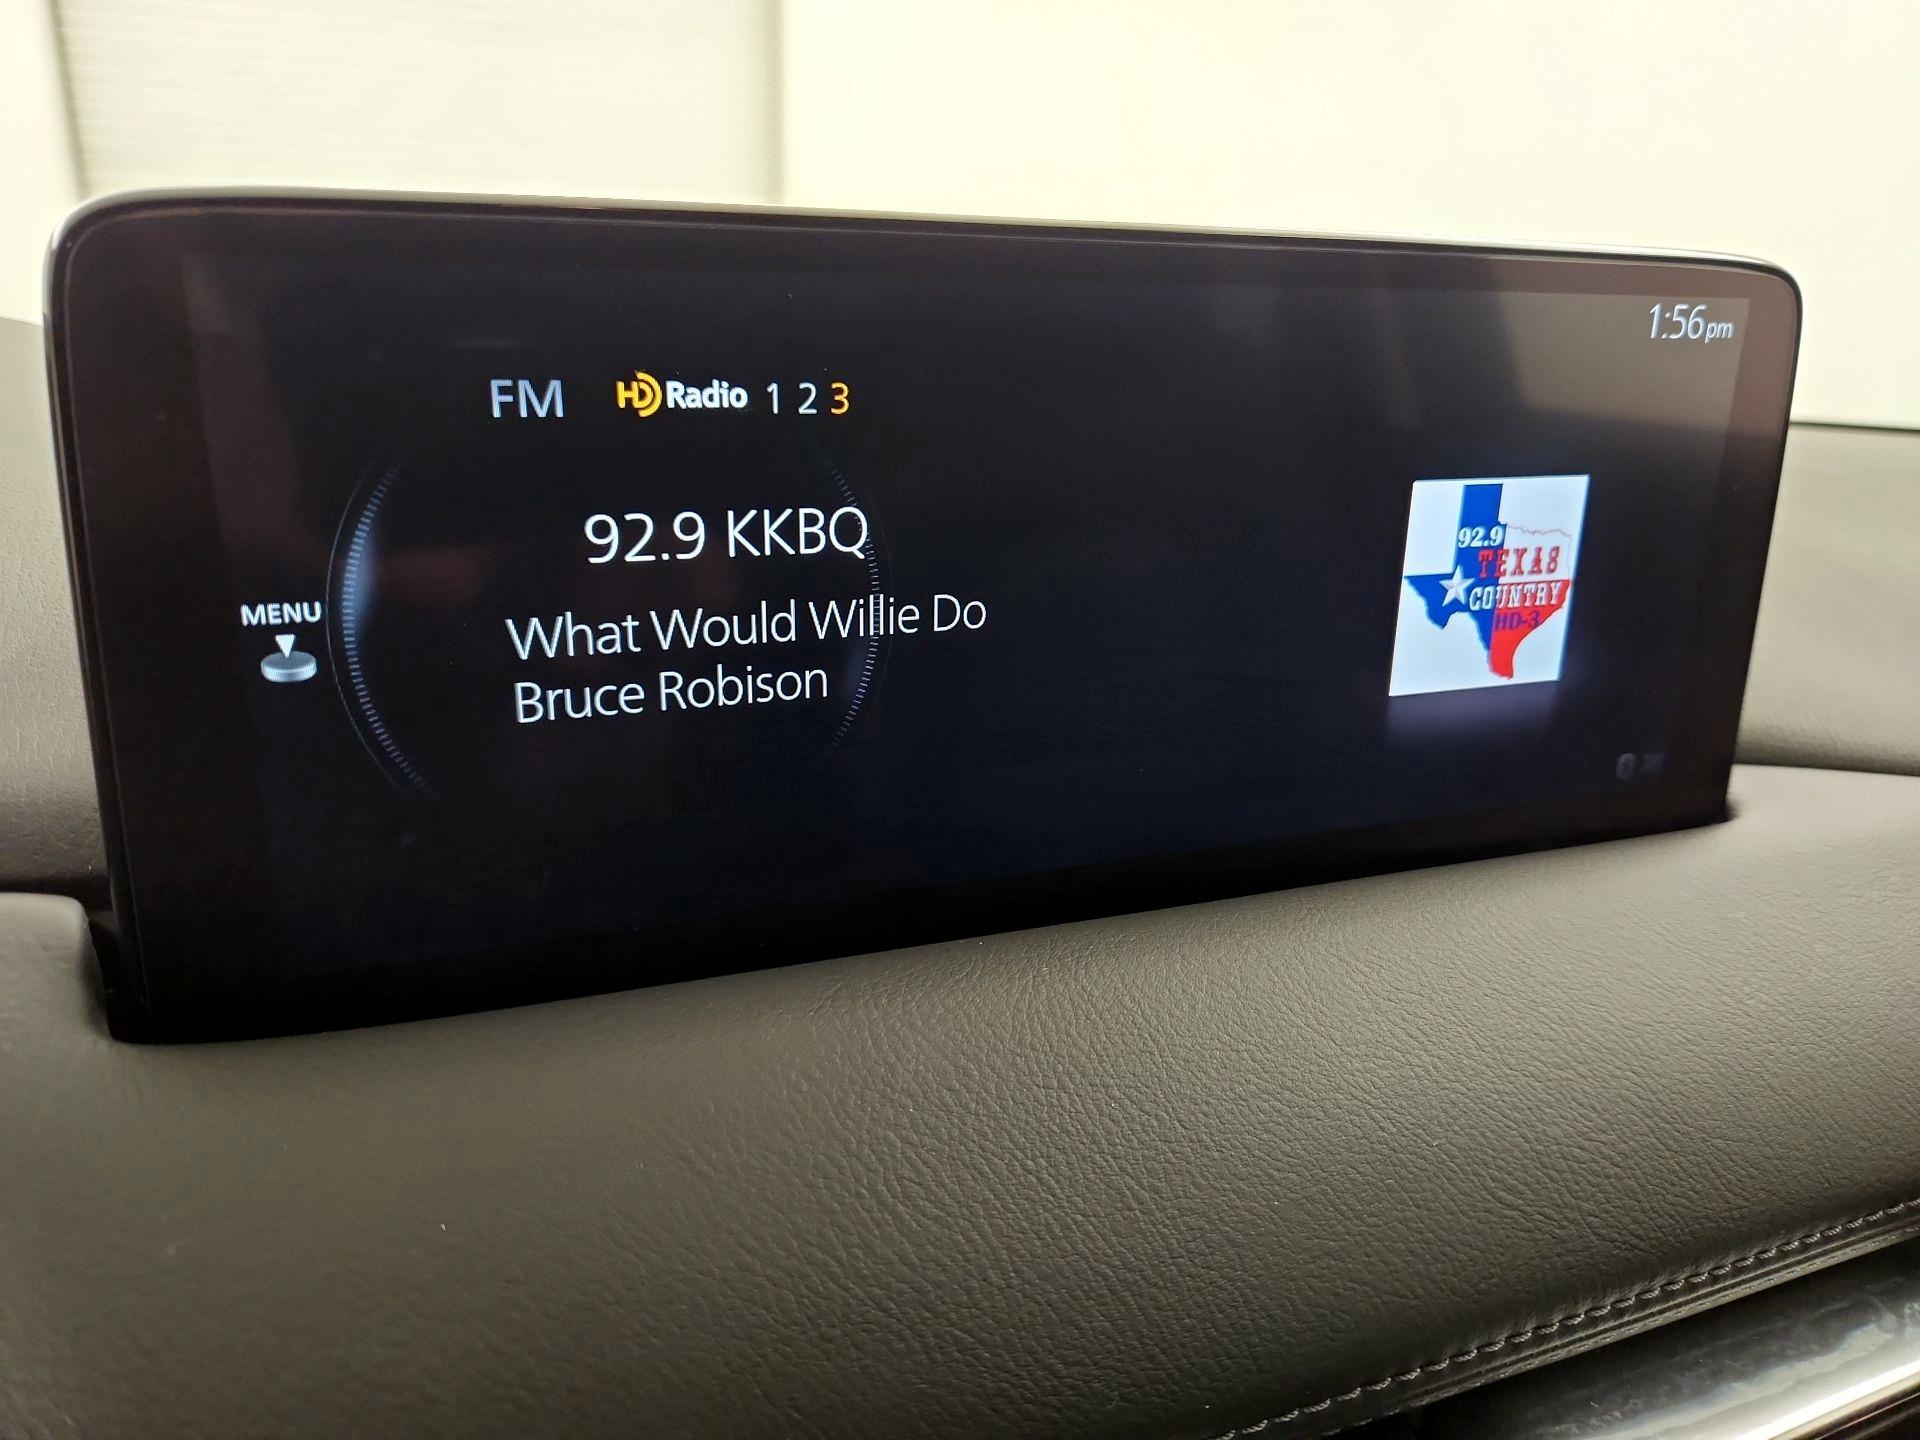 1:56pm
FM HD Radio 1 2 3
92.9 KKBQ
MENU
What Would Willie Do
Bruce Robison
92.9
TEXAS
COUNTRY
HD-3